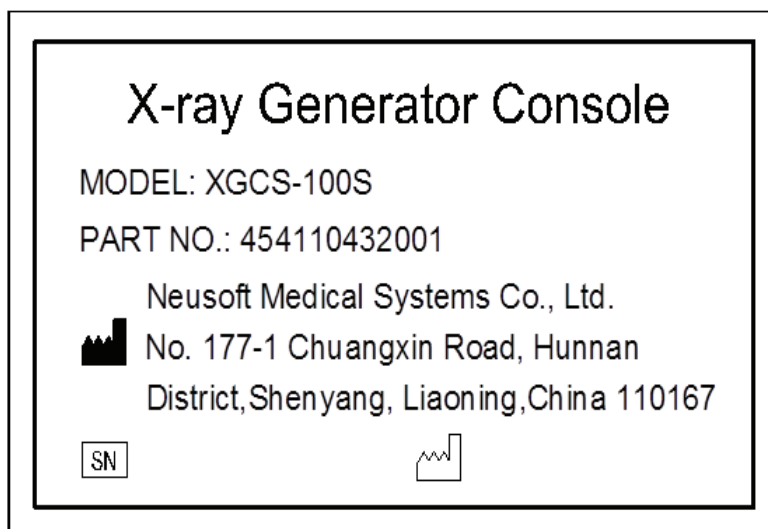 X-ray Generator Console
MODEL: XGCS-100S
PART NO.: 454110432001
Neusoft Medical Systems Co., Ltd.
No. 177-1 Chuangxin Road, Hunnan
District,Shenyang, Liaoning,China 110167
SN